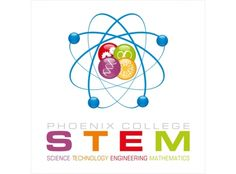 PHOENIX COLLEGE
STEM
SCIENCE TECHNOLOGY ENGINEERING MATHEMATICS